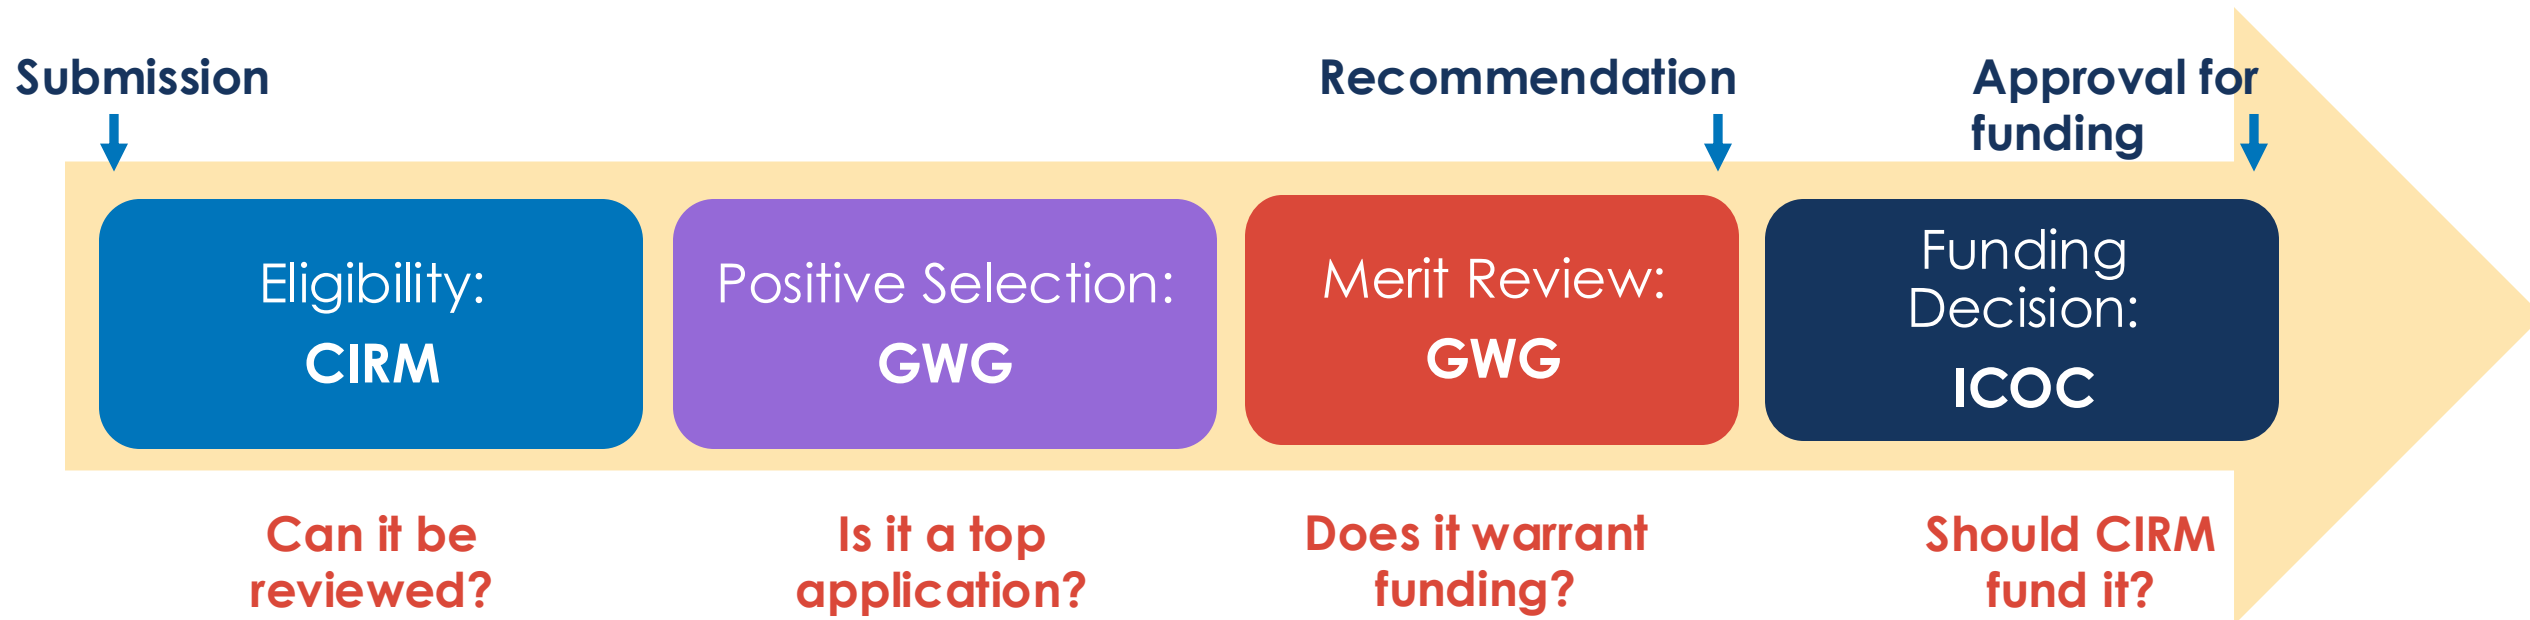 Submission
Recommendation
Approval for
funding
Eligibility:
CIRM
Positive Selection:
GWG
Merit Review:
GWG
Funding
Decision:
ICOC
Can it be
reviewed?
Is it a top
application?
Does it warrant
funding?
Should CIRM
fund it?